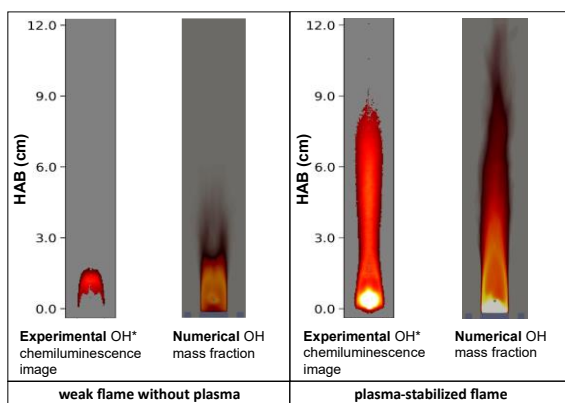 12.0
9.0
6.0
3.0
0.0
HAB (cm)
Experimental OH*
chemiluminescence
image
Numerical OH
mass fraction
weak flame without plasma
12.0
9.0
6.0
3.0
0.0
HAB (cm)
Experimental OH*
chemiluminescence
image
Numerical OH
mass fraction
plasma-stabilized flame